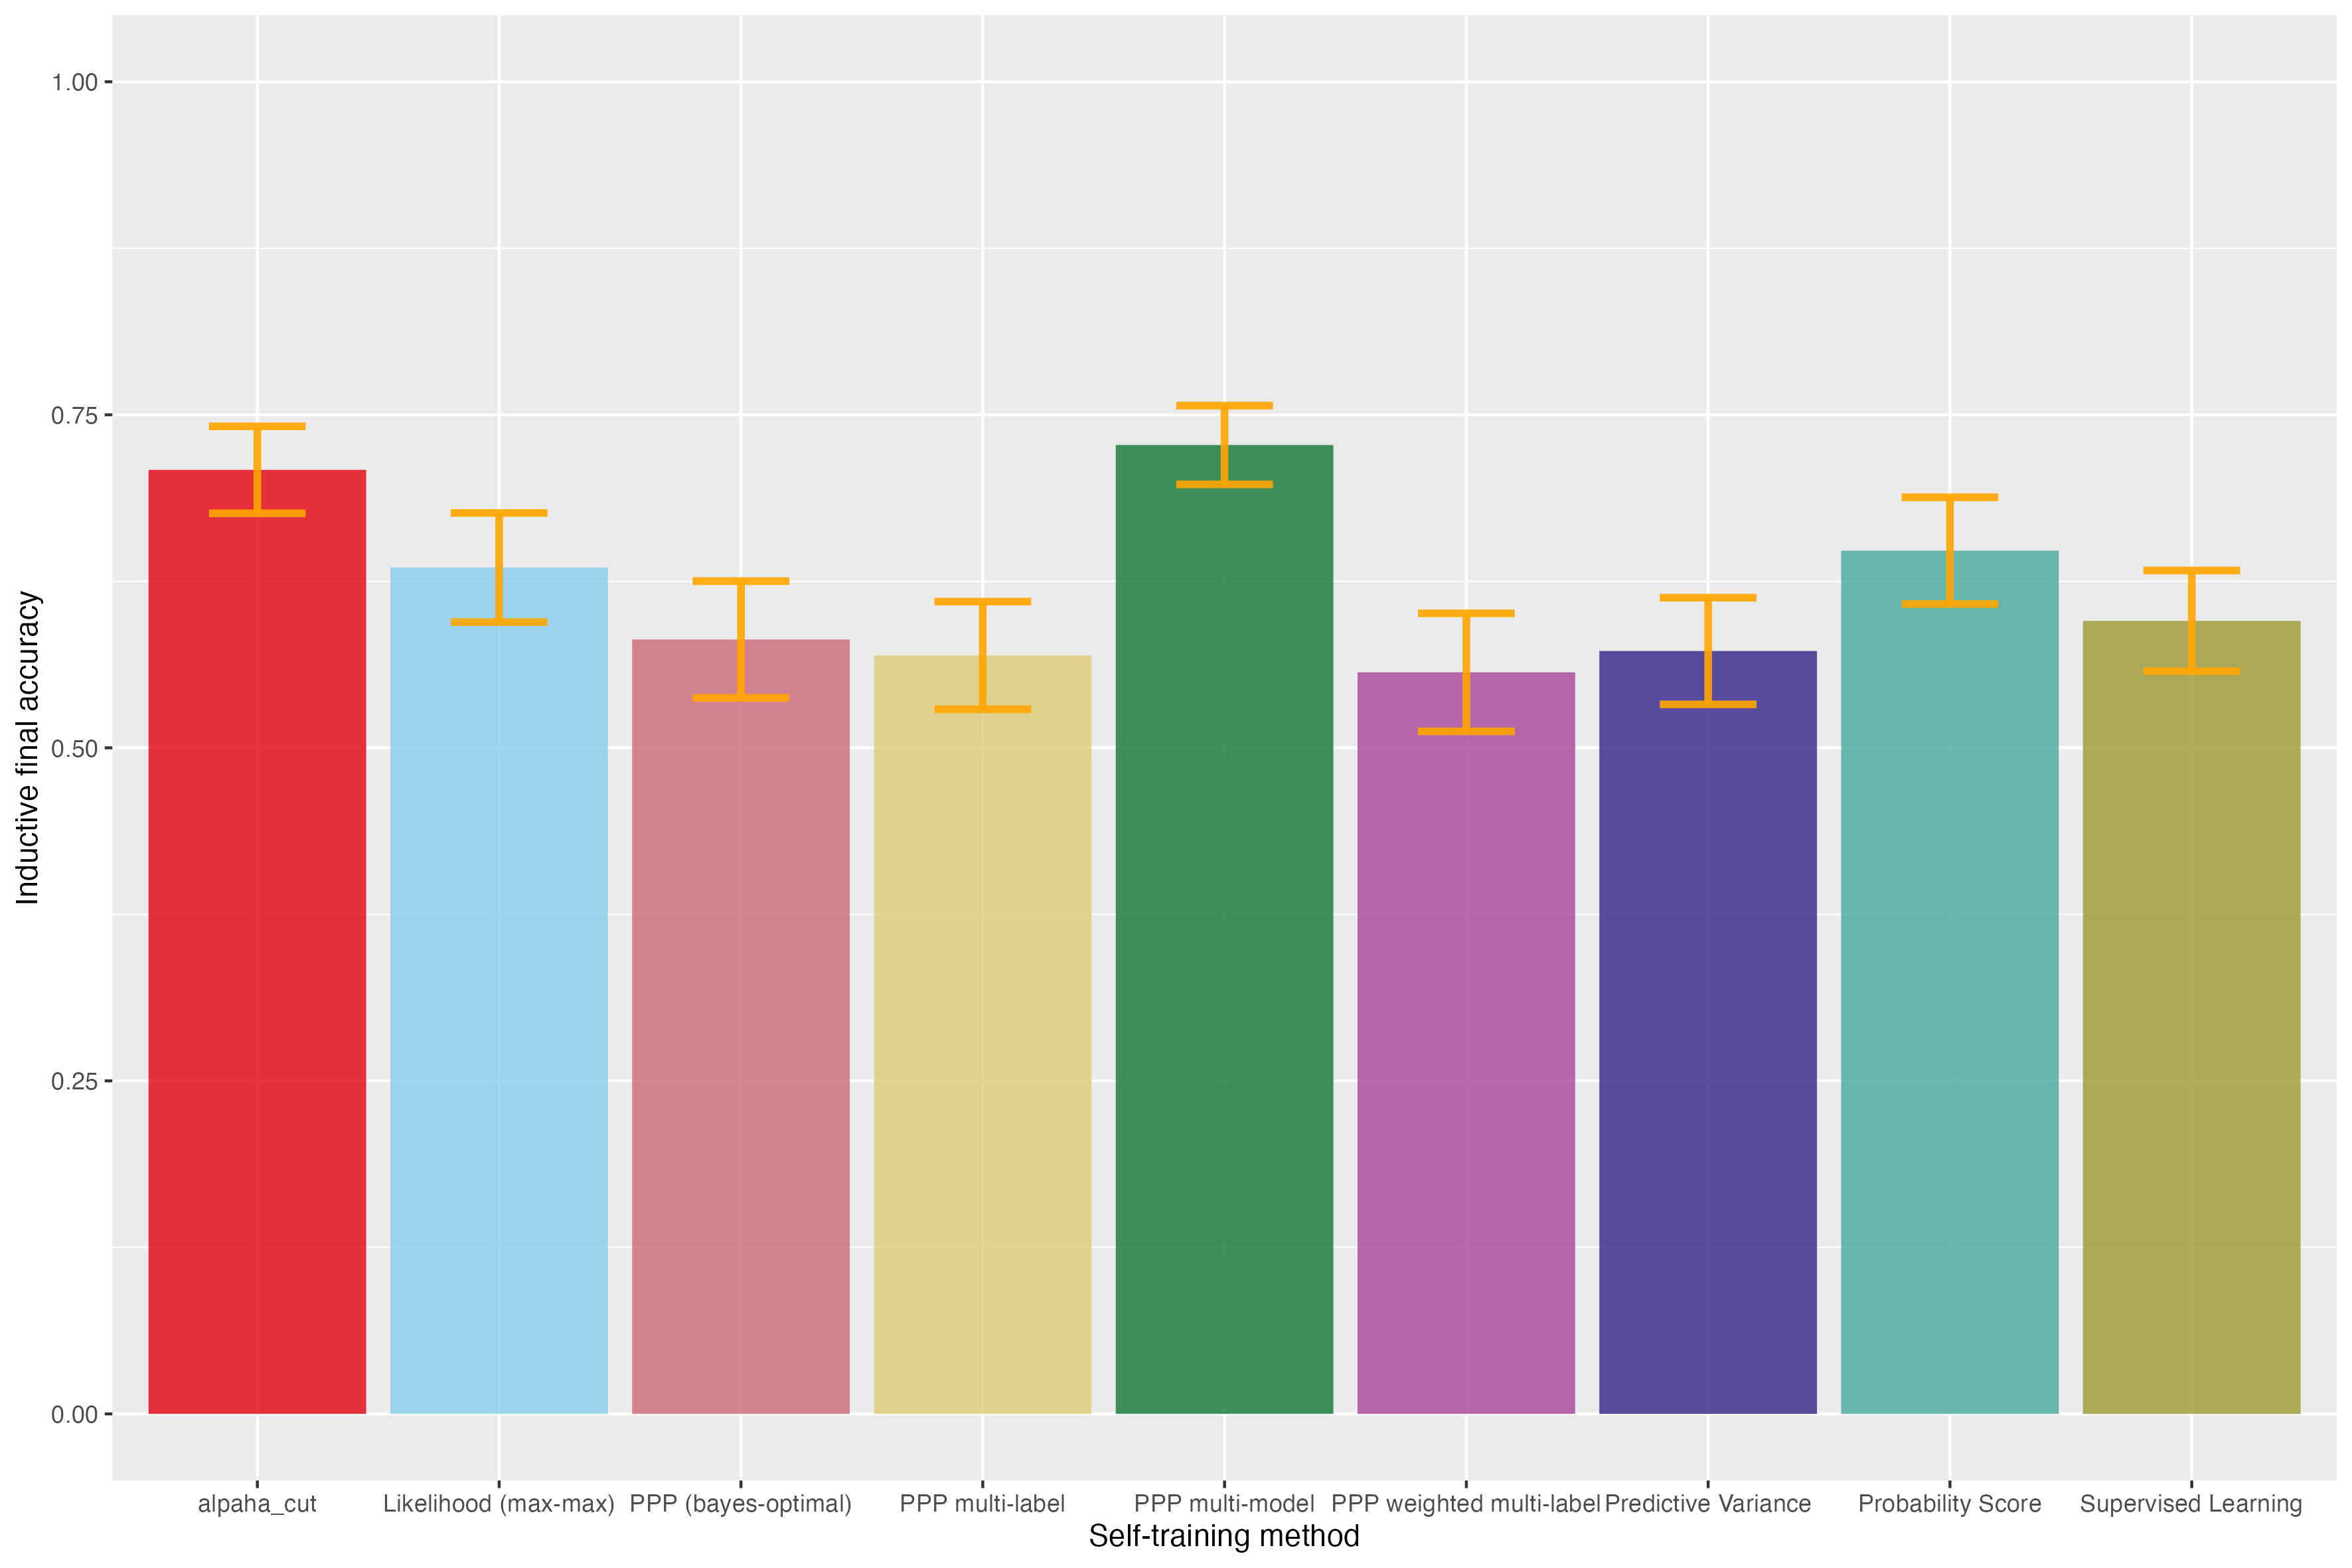 Inductive final accuracy
1.00
0.75
0.50
0.25
0.00
alpaha_cut
Likelihood (max-max)
PPP (bayes-optimal)
PPP multi-label
PPP multi-model
PPP weighted multi-label
Predictive Variance
Probability Score
Supervised Learning
Self-training method